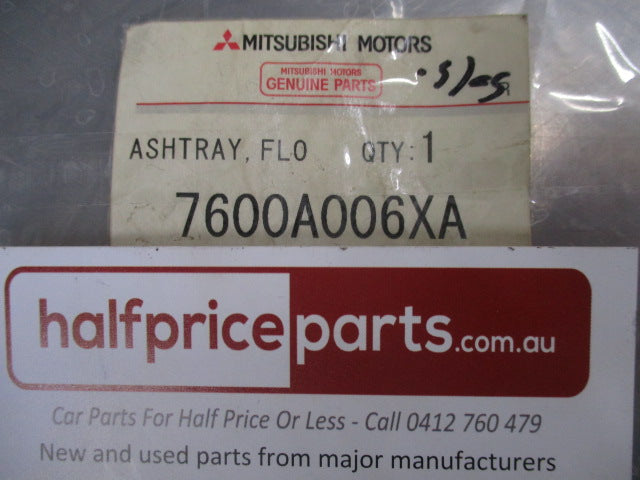 MITSUBISHI MOTORS
MITSUBISHI MOTORS
GENUINE PARTS
ASHTRAY, FLO QTY: 1
7600A006XA
halfpriceparts.com.au
Car Parts For Half Price Or Less - Call 0412 760 479
New and used parts from major manufacturers